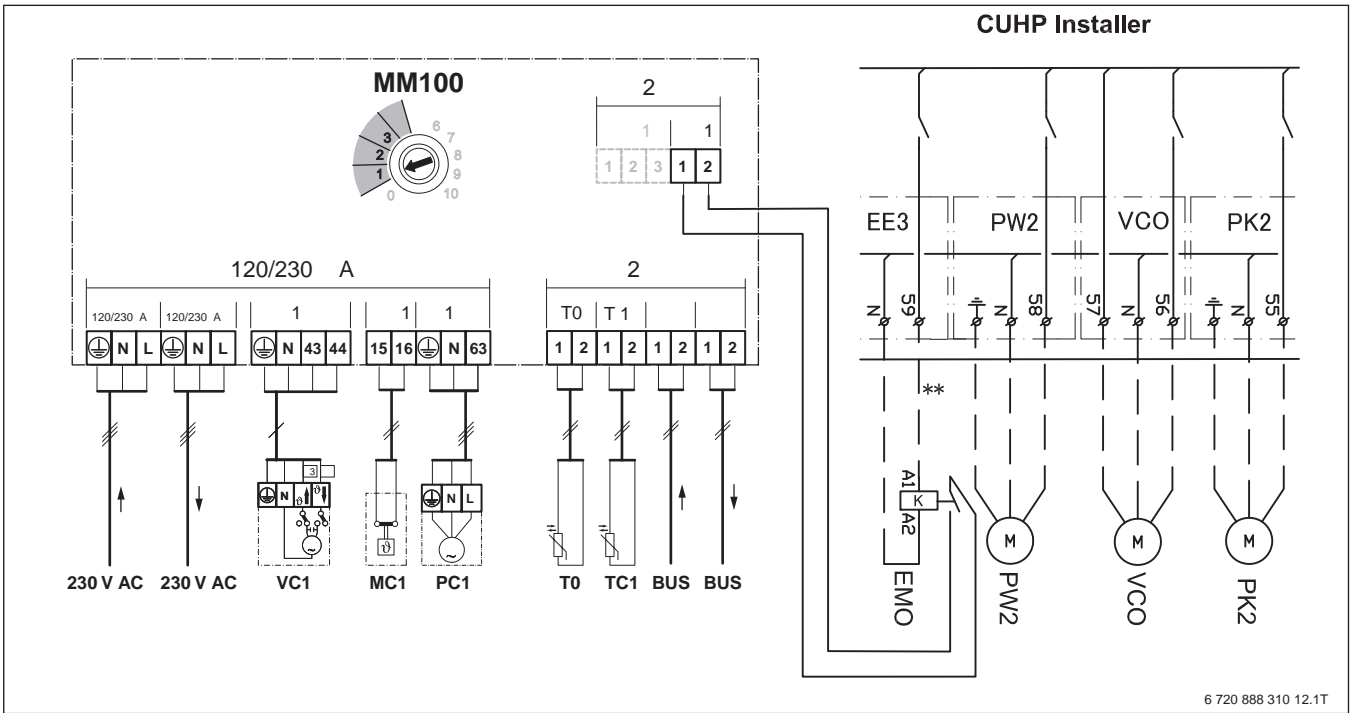 CUHP Installer
MM100
0 1 2 3 6 7 8 9 10
2
1 1
1 2 3 1 2
EE3 PW2 VCO PK2
N 59 N 58 57 N 56 N 55
120/230 A
2
120/230 A 120/230 A 1 1 1
T0 T 1
N L N L N 43 44 15 16 N 63
1 2 1 2 1 2 1 2
**
3
N ϑ ϑ
N L
ϑ
~ ~
A1
K
A2
M M M
230 V AC 230 V AC VC1 MC1 PC1 T0 TC1 BUS BUS
EMO PW2 VCO PK2
6 720 888 310 12.1T